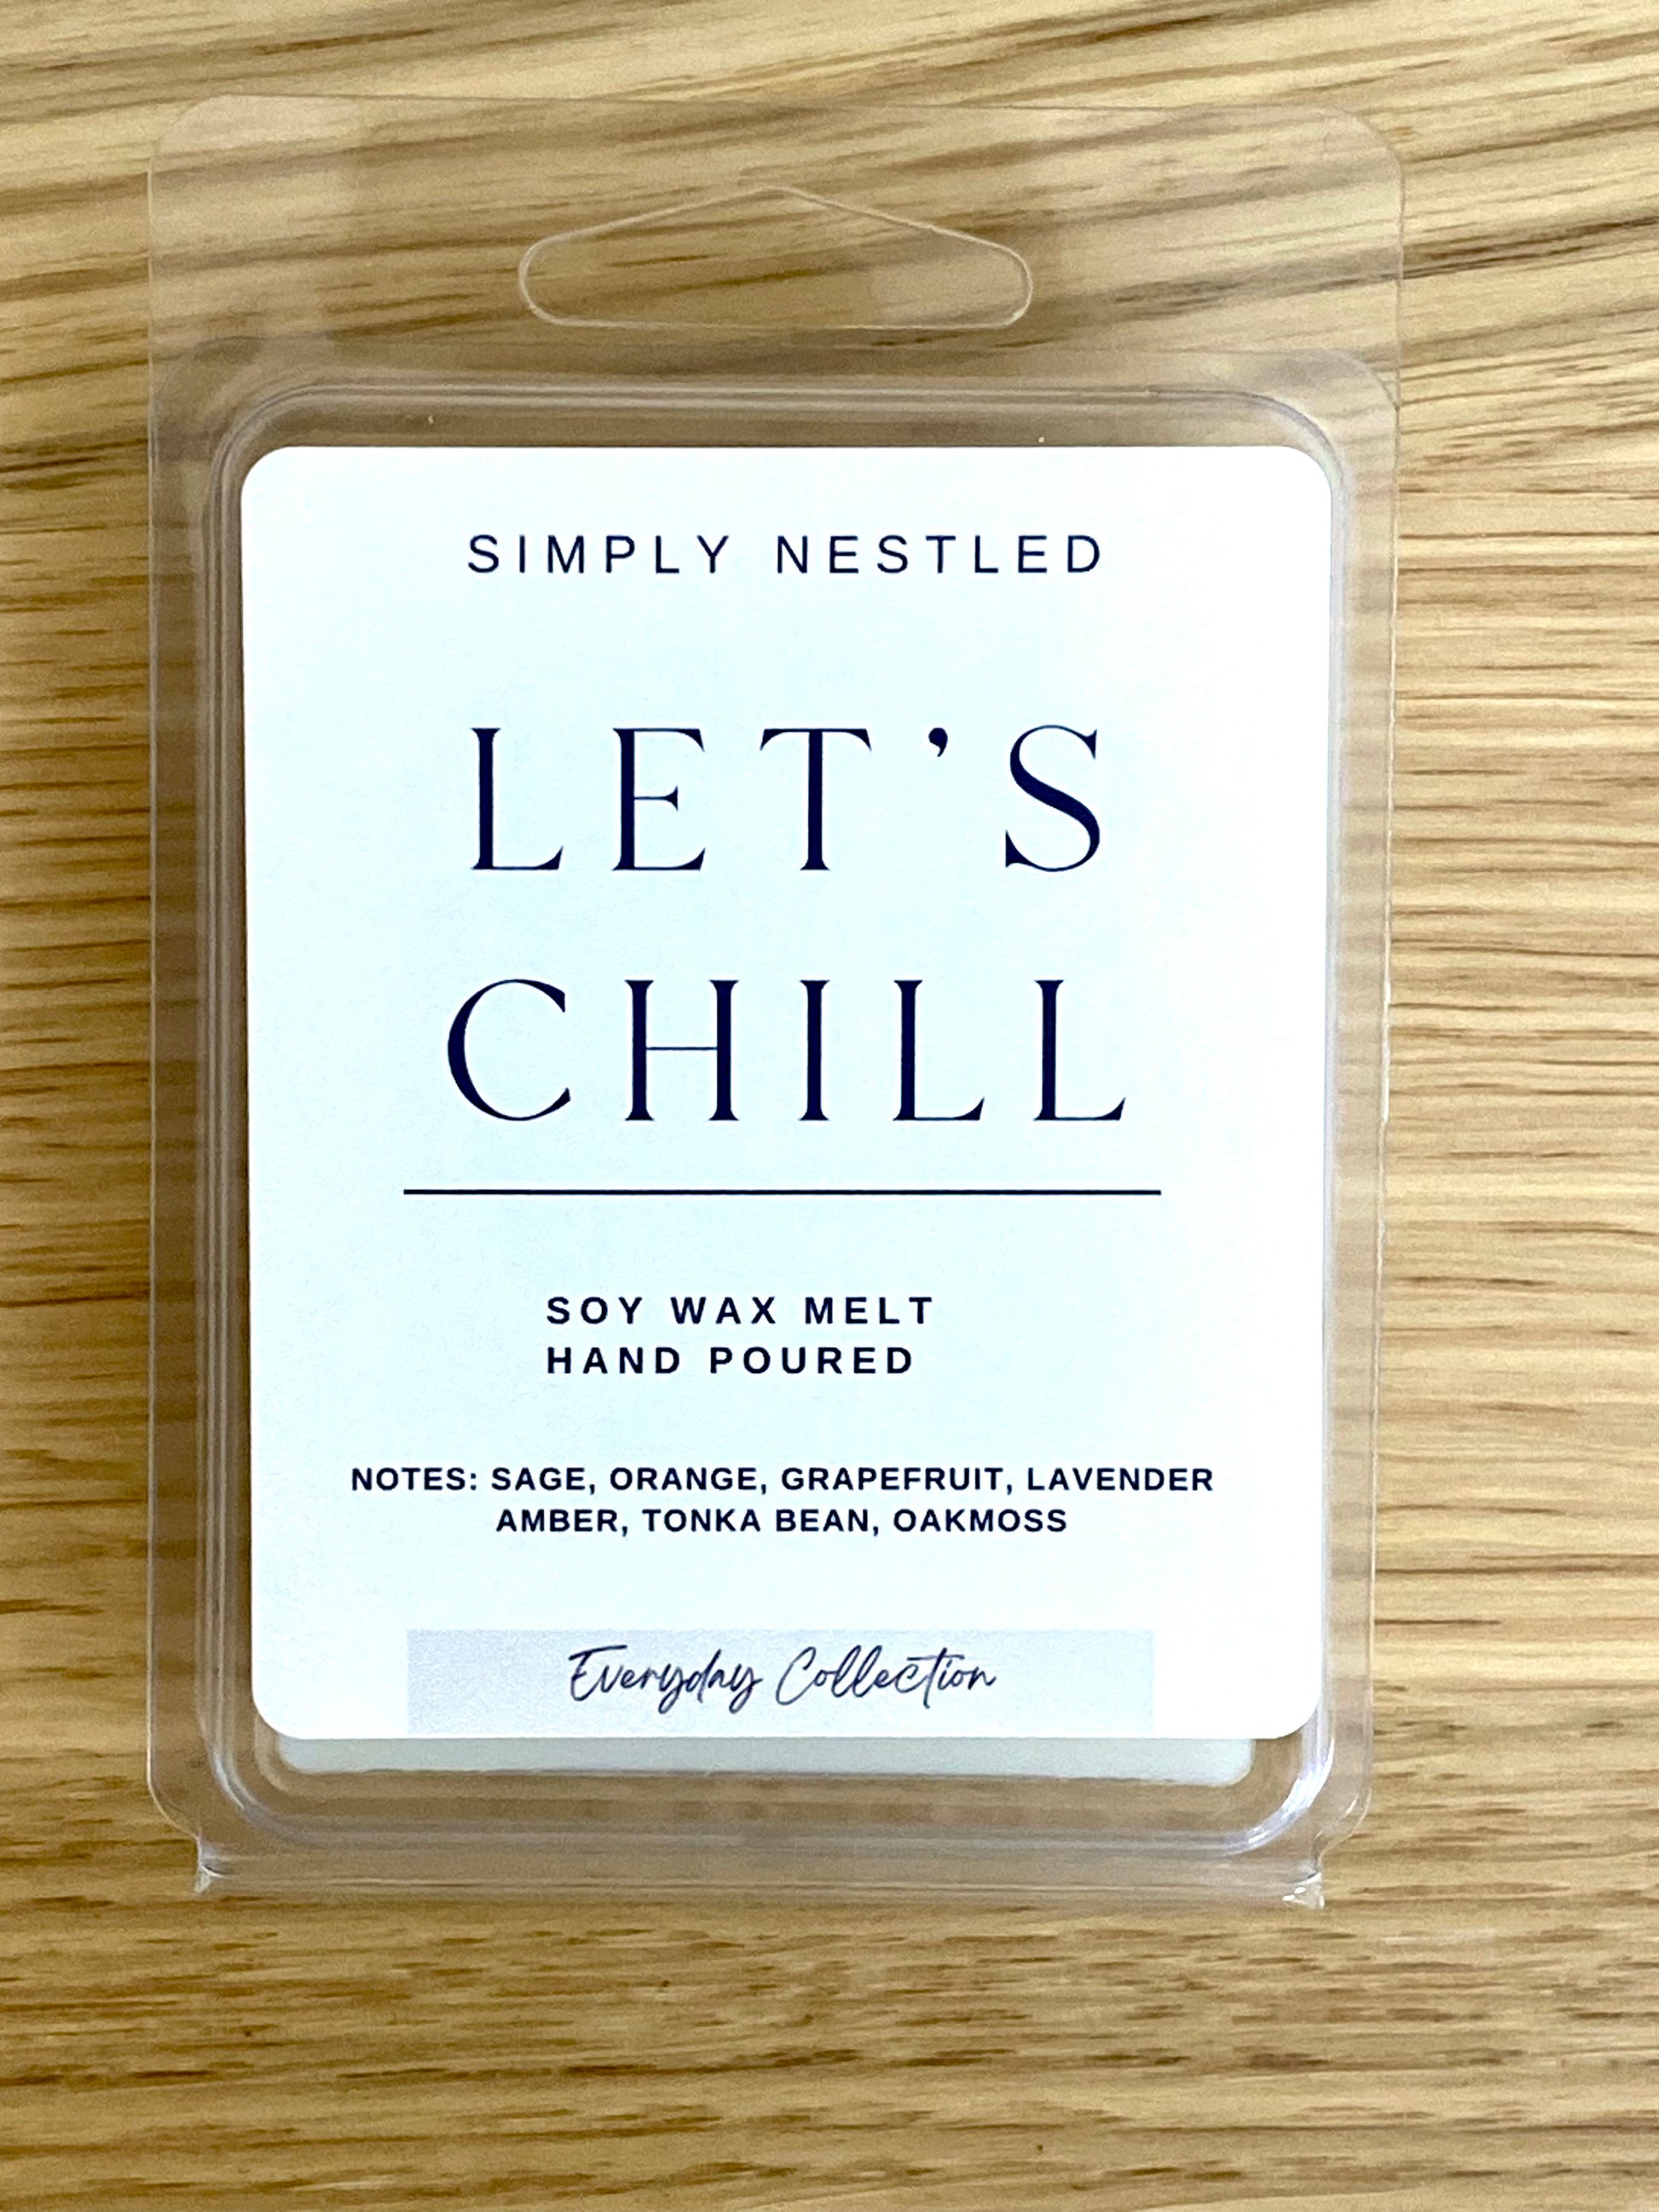 SIMPLY NESTLED
LET'S
CHILL
SOY WAX MELT
HAND POURED
NOTES: SAGE, ORANGE, GRAPEFRUIT, LAVENDER
AMBER, TONKA BEAN, OAKMOSS
Everyday Collection